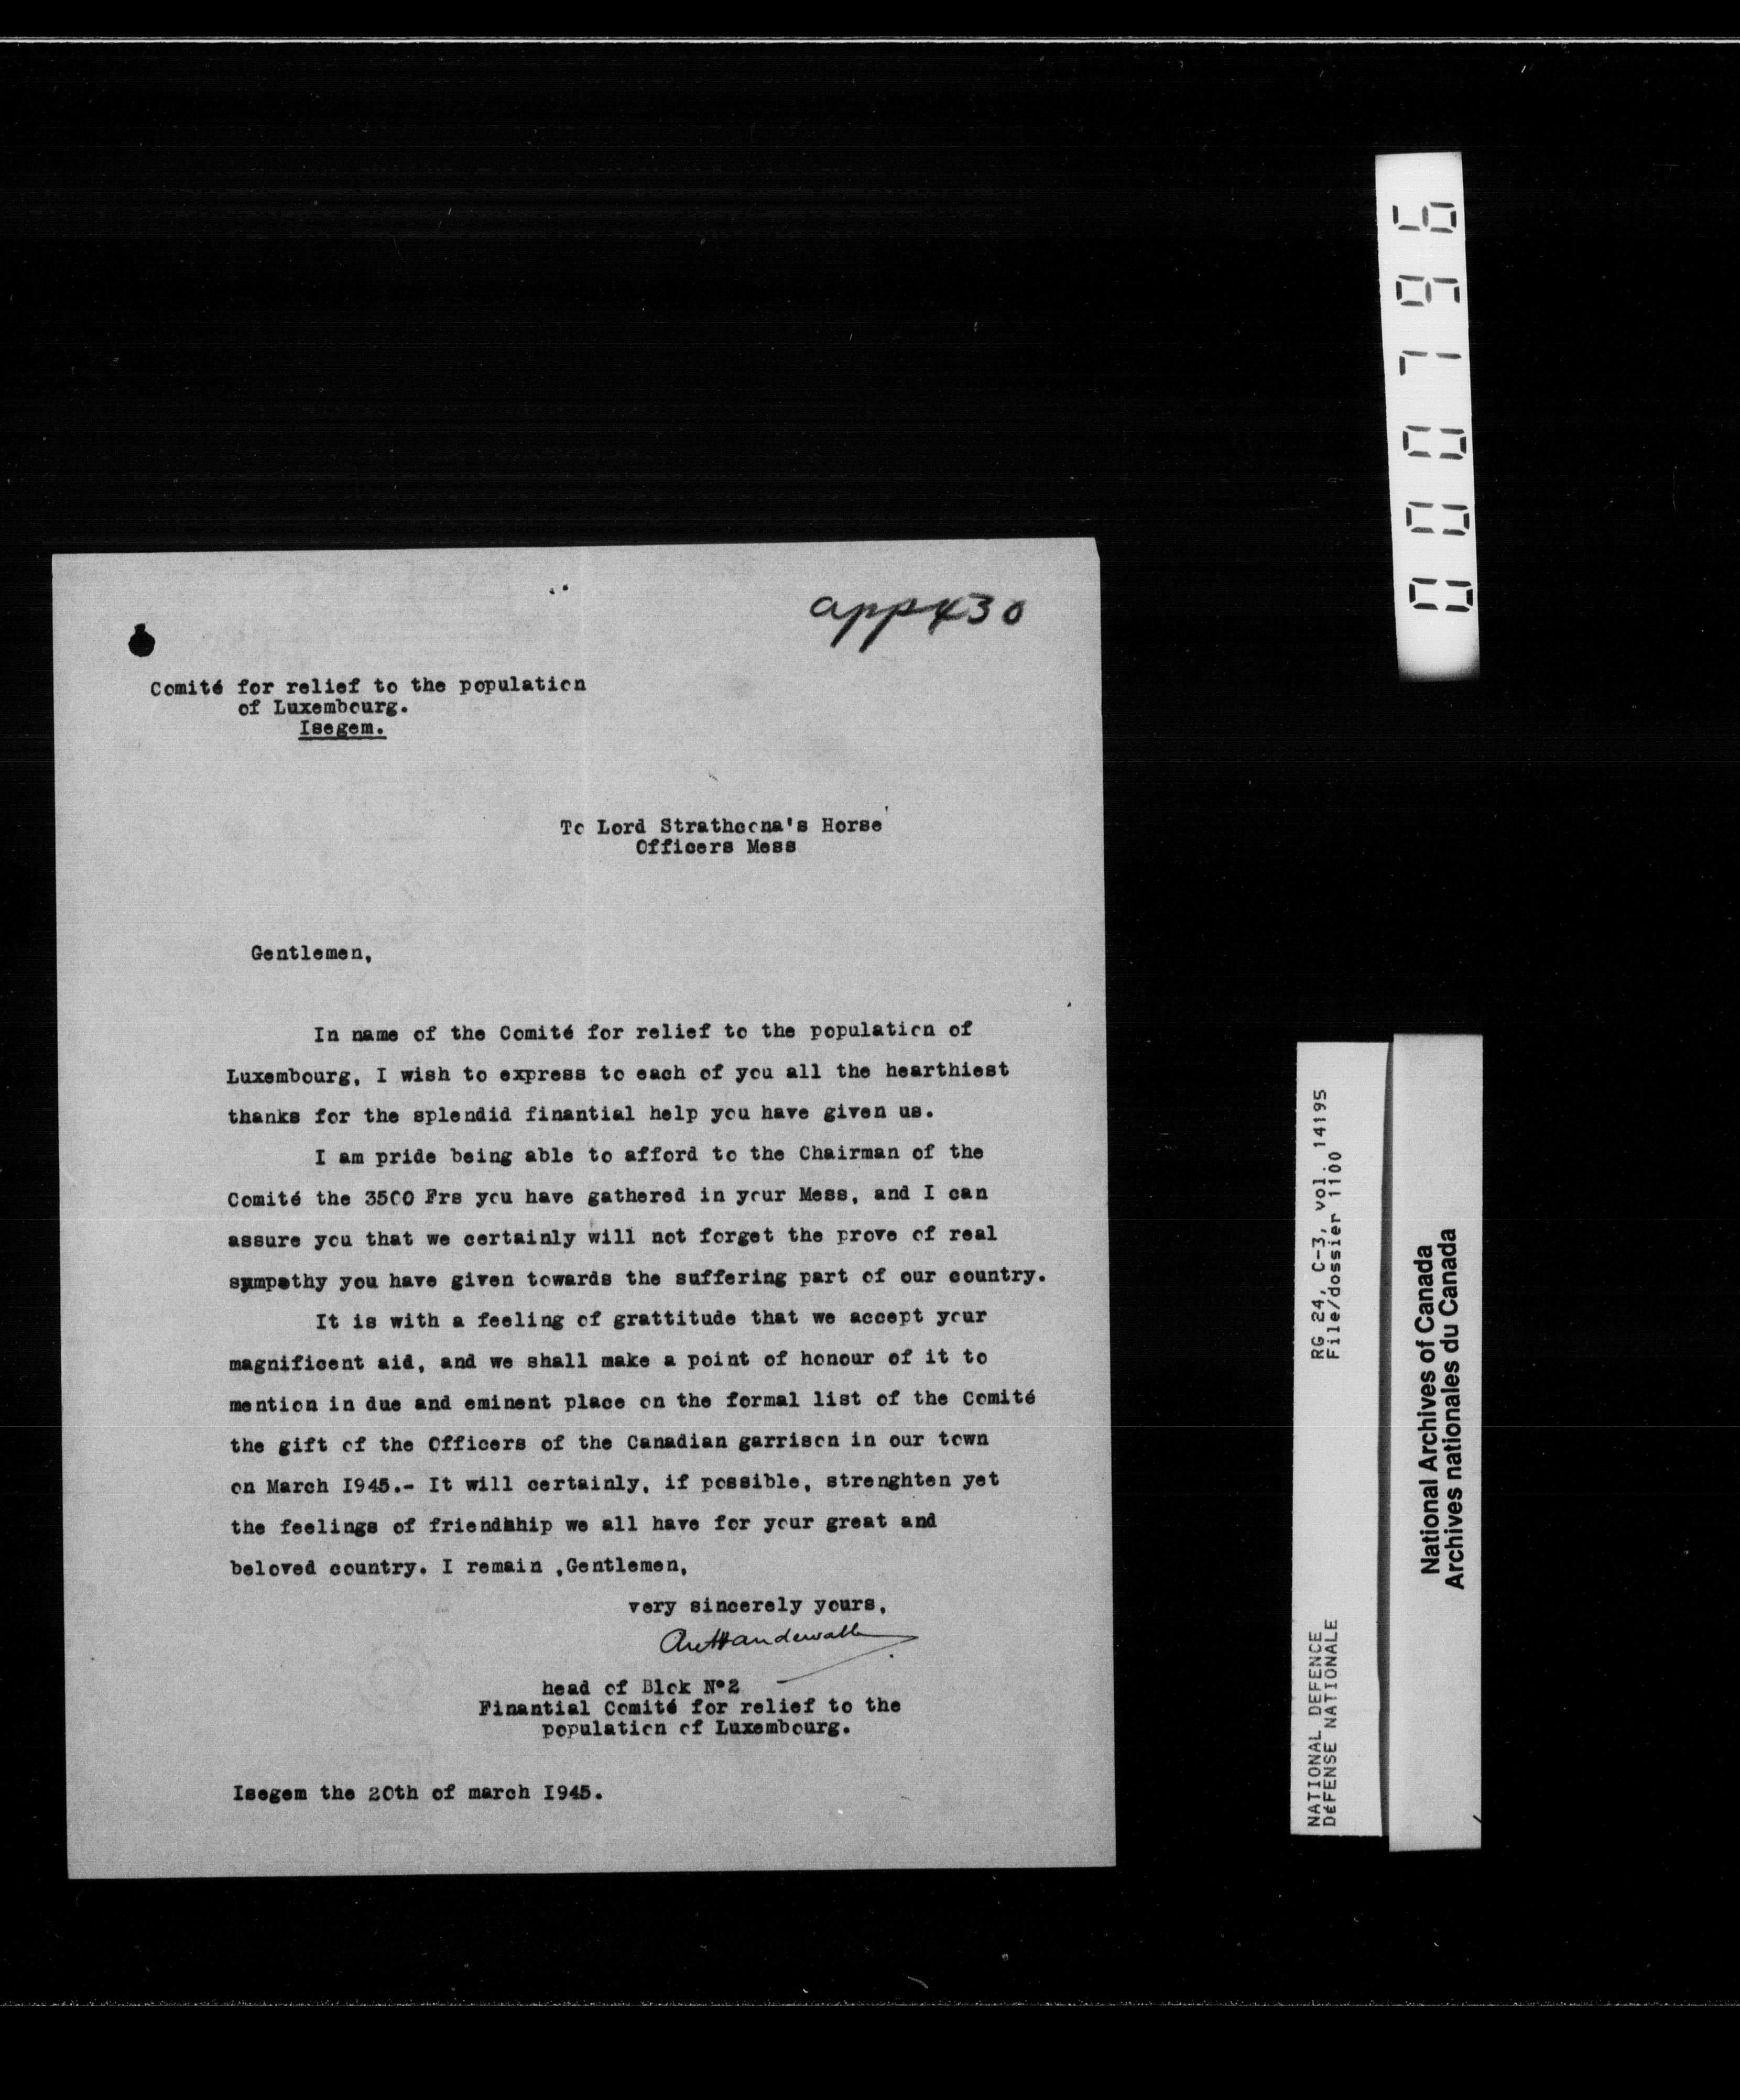 app 430
Comité for relief to the population
of Luxembourg.
Isegem.
To Lord Strathcona's Horse
Officers Mess
Gentlemen,
In name of the Comité for relief to the population of
Luxembourg, I wish to express to each of you all the hearthiest
thanks for the splendid finantial help you have given us.
I am pride being able to afford to the Chairman of the
Comité the 3500 Frs you have gathered in your Mess, and I can
assure you that we certainly will not forget the prove of real
sympathy you have given towards the suffering part of our country.
It is with a feeling of grattitude that we accept your
magnificent aid, and we shall make a point of honour of it to
mention in due and eminent place on the formal list of the Comité
the gift of the Officers of the Canadian garrison in our town
on March I945.- It will certainly, if possible, strenghten yet
the feelings of friendhhip we all have for your great and
beloved country. I remain ,Gentlemen,
very sincerely yours,
head of Blok N°2
Finantial Comité for relief to the
population of Luxembourg.
Isegem the 20th of march I945.
000796
RG 24, C-3, vol. 14195
File/dossier 1100
NATIONAL DEFENCE
DÉFENSE NATIONALE
National Archives of Canada
Archives nationales du Canada